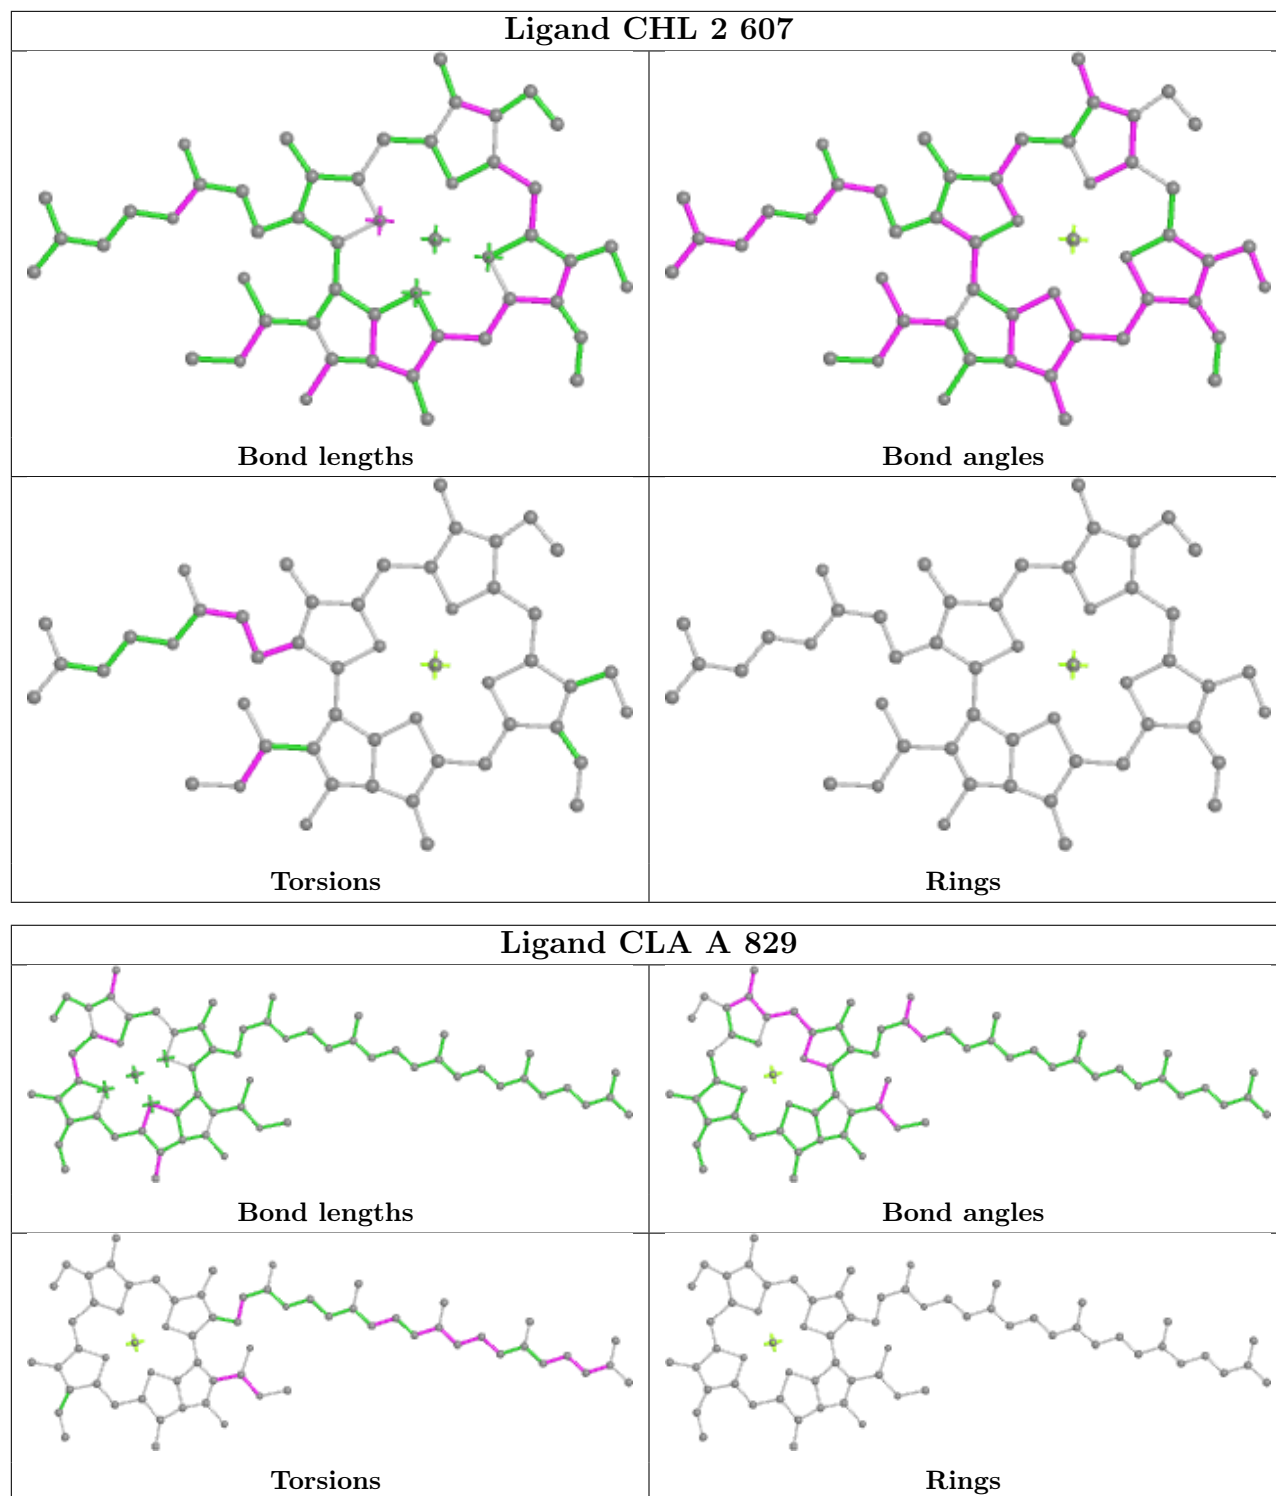 Ligand CHL 2 607
Bond lengths
Bond angles
Torsions
Rings
Ligand CLA A 829
Bond lengths
Bond angles
Torsions
Rings